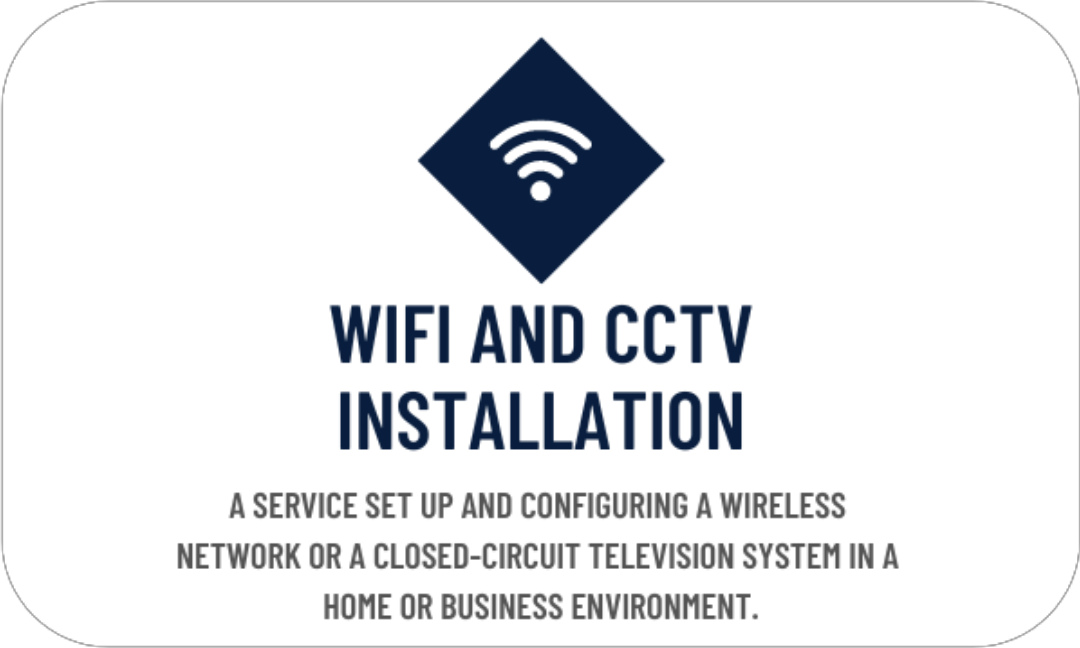 WIFI AND CCTV
INSTALLATION
A SERVICE SET UP AND CONFIGURING A WIRELESS
NETWORK OR A CLOSED-CIRCUIT TELEVISION SYSTEM IN A
HOME OR BUSINESS ENVIRONMENT.